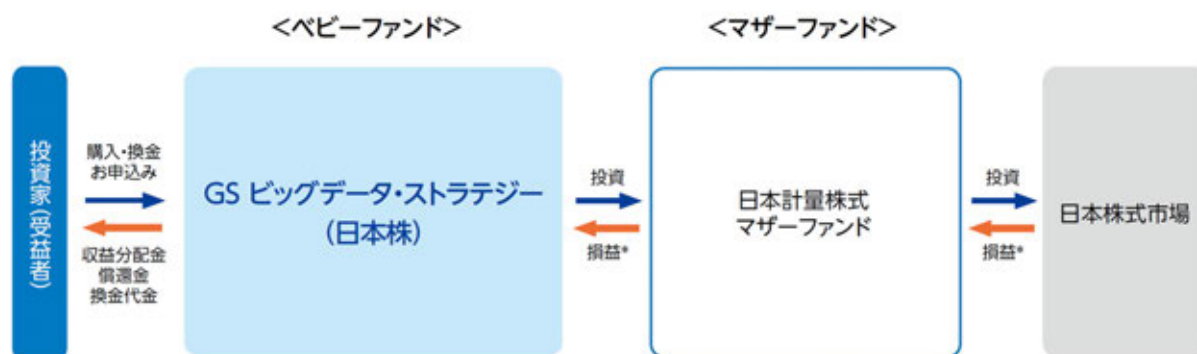 <ベビーファンド>
<マザーファンド>
投資家(受益者)
購入・換金
お申込み
収益分配金
償還金
換金代金
GS ビッグデータ・ストラテジー
(日本株)
投資
損益*
日本計量株式
マザーファンド
投資
損益*
日本株式市場